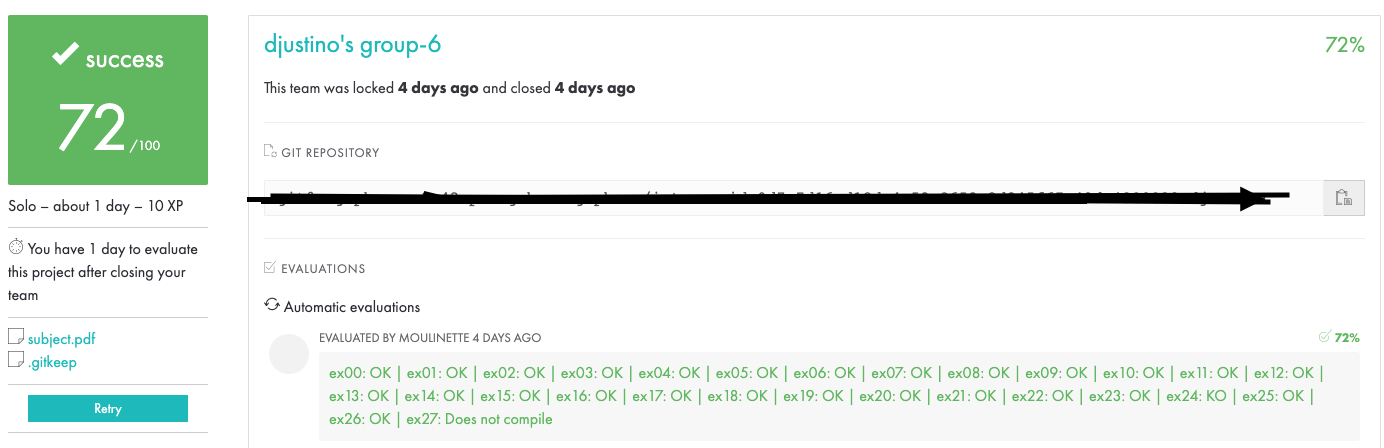 success
72 /100
Solo – about 1 day – 10 XP
You have 1 day to evaluate
this project after closing your
team
subject.pdf
.gitkeep
Retry
djustino's group-6
72%
This team was locked 4 days ago and closed 4 days ago
GIT REPOSITORY
EVALUATIONS
Automatic evaluations
EVALUATED BY MOULINETTE 4 DAYS AGO
72%
ex00: OK | ex01: OK | ex02: OK | ex03: OK | ex04: OK | ex05: OK | ex06: OK | ex07: OK | ex08: OK | ex09: OK | ex10: OK | ex11: OK | ex12: OK |
ex13: OK | ex14: OK | ex15: OK | ex16: OK | ex17: OK | ex18: OK | ex19: OK | ex20: OK | ex21: OK | ex22: OK | ex23: OK | ex24: KO | ex25: OK |
ex26: OK | ex27: Does not compile